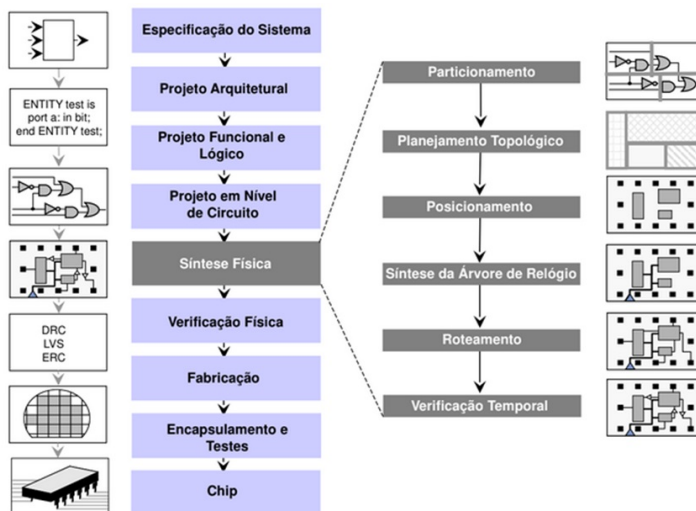 ENTITY test is
port a: in bit;
end ENTITY test;
DRC
LVS
ERC
Especificação do Sistema
Projeto Arquitetural
Projeto Funcional e
Lógico
Projeto em Nível
de Circuito
Síntese Física
Verificação Física
Fabricação
Encapsulamento e
Testes
Chip
Particionamento
Planejamento Topológico
Posicionamento
Síntese da Árvore de Relógio
Roteamento
Verificação Temporal